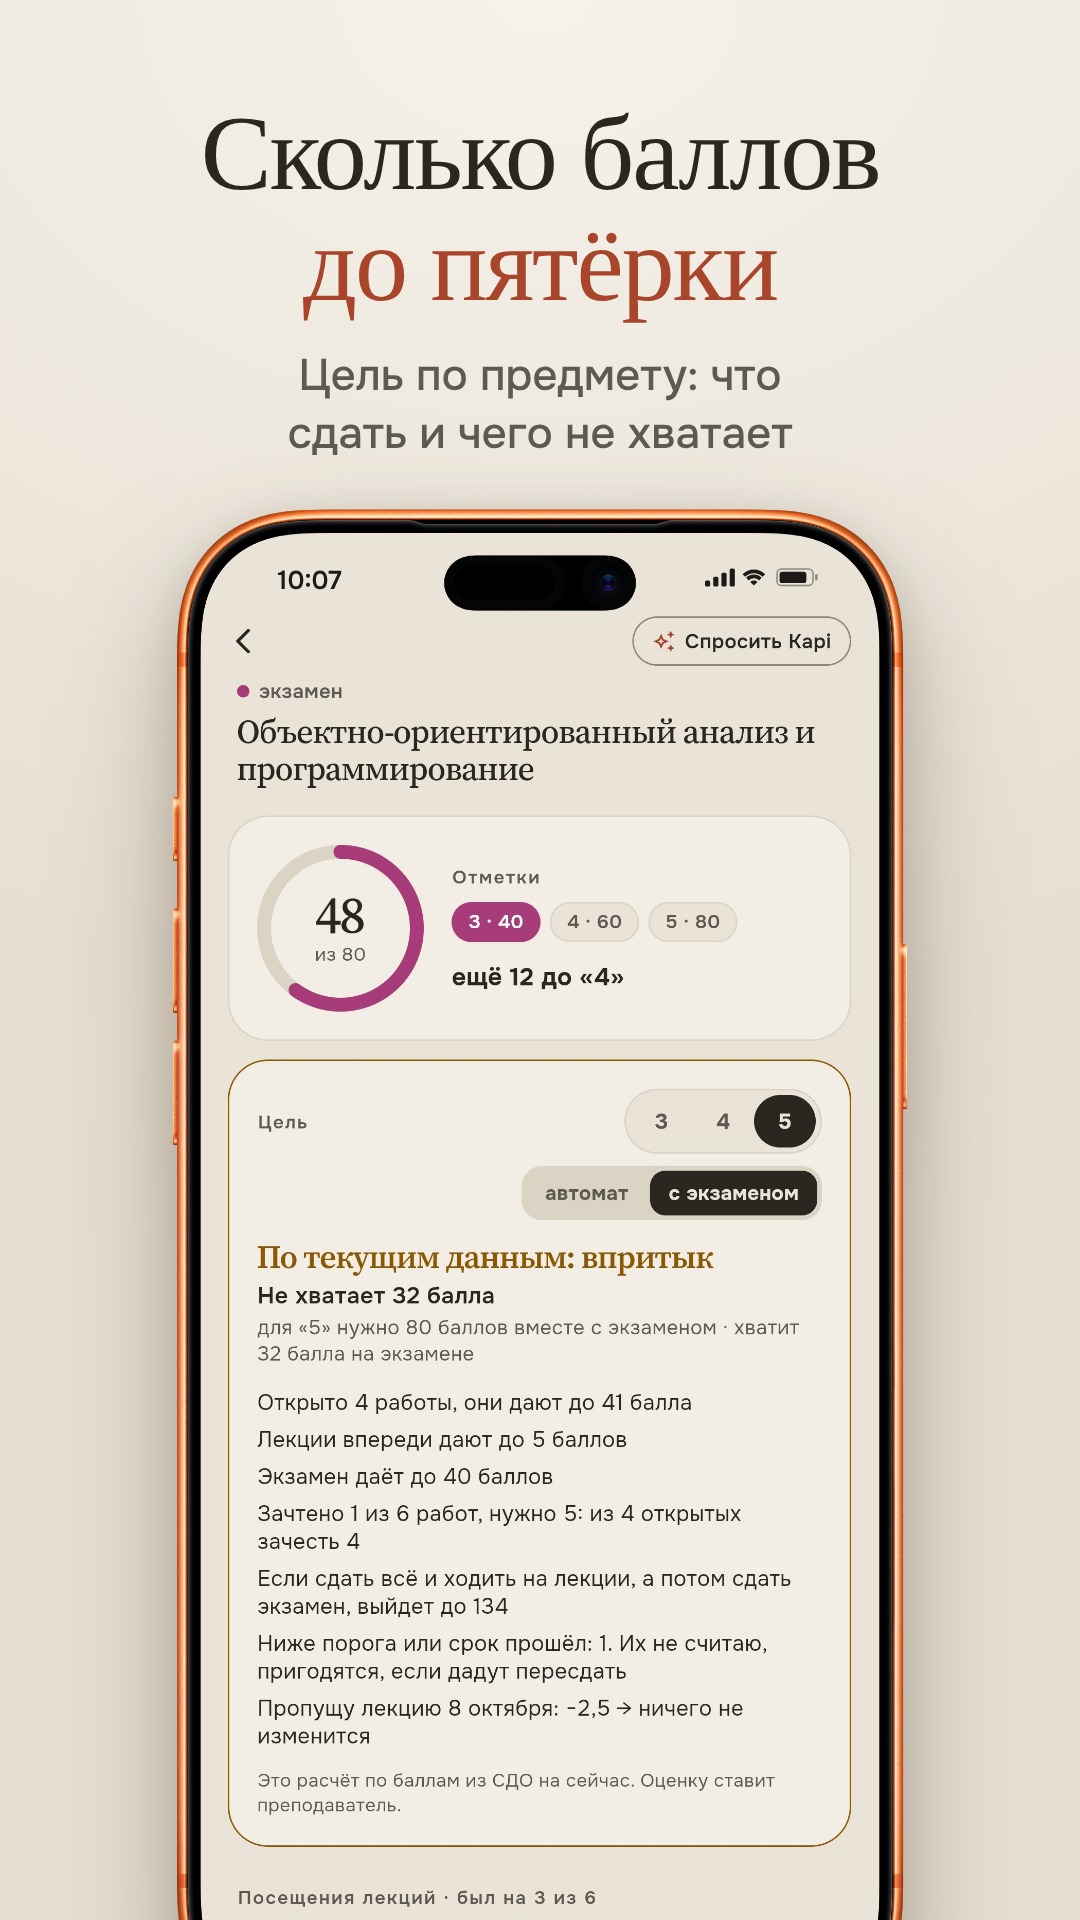 Сколько баллов
до пятёрки
Цель по предмету: что
сдать и чего не хватает
10:07
Спросить Kapi
экзамен
Объектно-ориентированный анализ и
программирование
48
из 80
Отметки
3 · 40
4 · 60
5 · 80
ещё 12 до «4»
Цель
3
4
5
автомат
с экзаменом
По текущим данным: впритык
Не хватает 32 балла
для «5» нужно 80 баллов вместе с экзаменом · хватит
32 балла на экзамене
Открыто 4 работы, они дают до 41 балла
Лекции впереди дают до 5 баллов
Экзамен даёт до 40 баллов
Зачтено 1 из 6 работ, нужно 5: из 4 открытых
зачесть 4
Если сдать всё и ходить на лекции, а потом сдать
экзамен, выйдет до 134
Ниже порога или срок прошёл: 1. Их не считаю,
пригодятся, если дадут пересдать
Пропущу лекцию 8 октября: −2,5 → ничего не
изменится
Это расчёт по баллам из СДО на сейчас. Оценку ставит
преподаватель.
Посещения лекций · был на 3 из 6